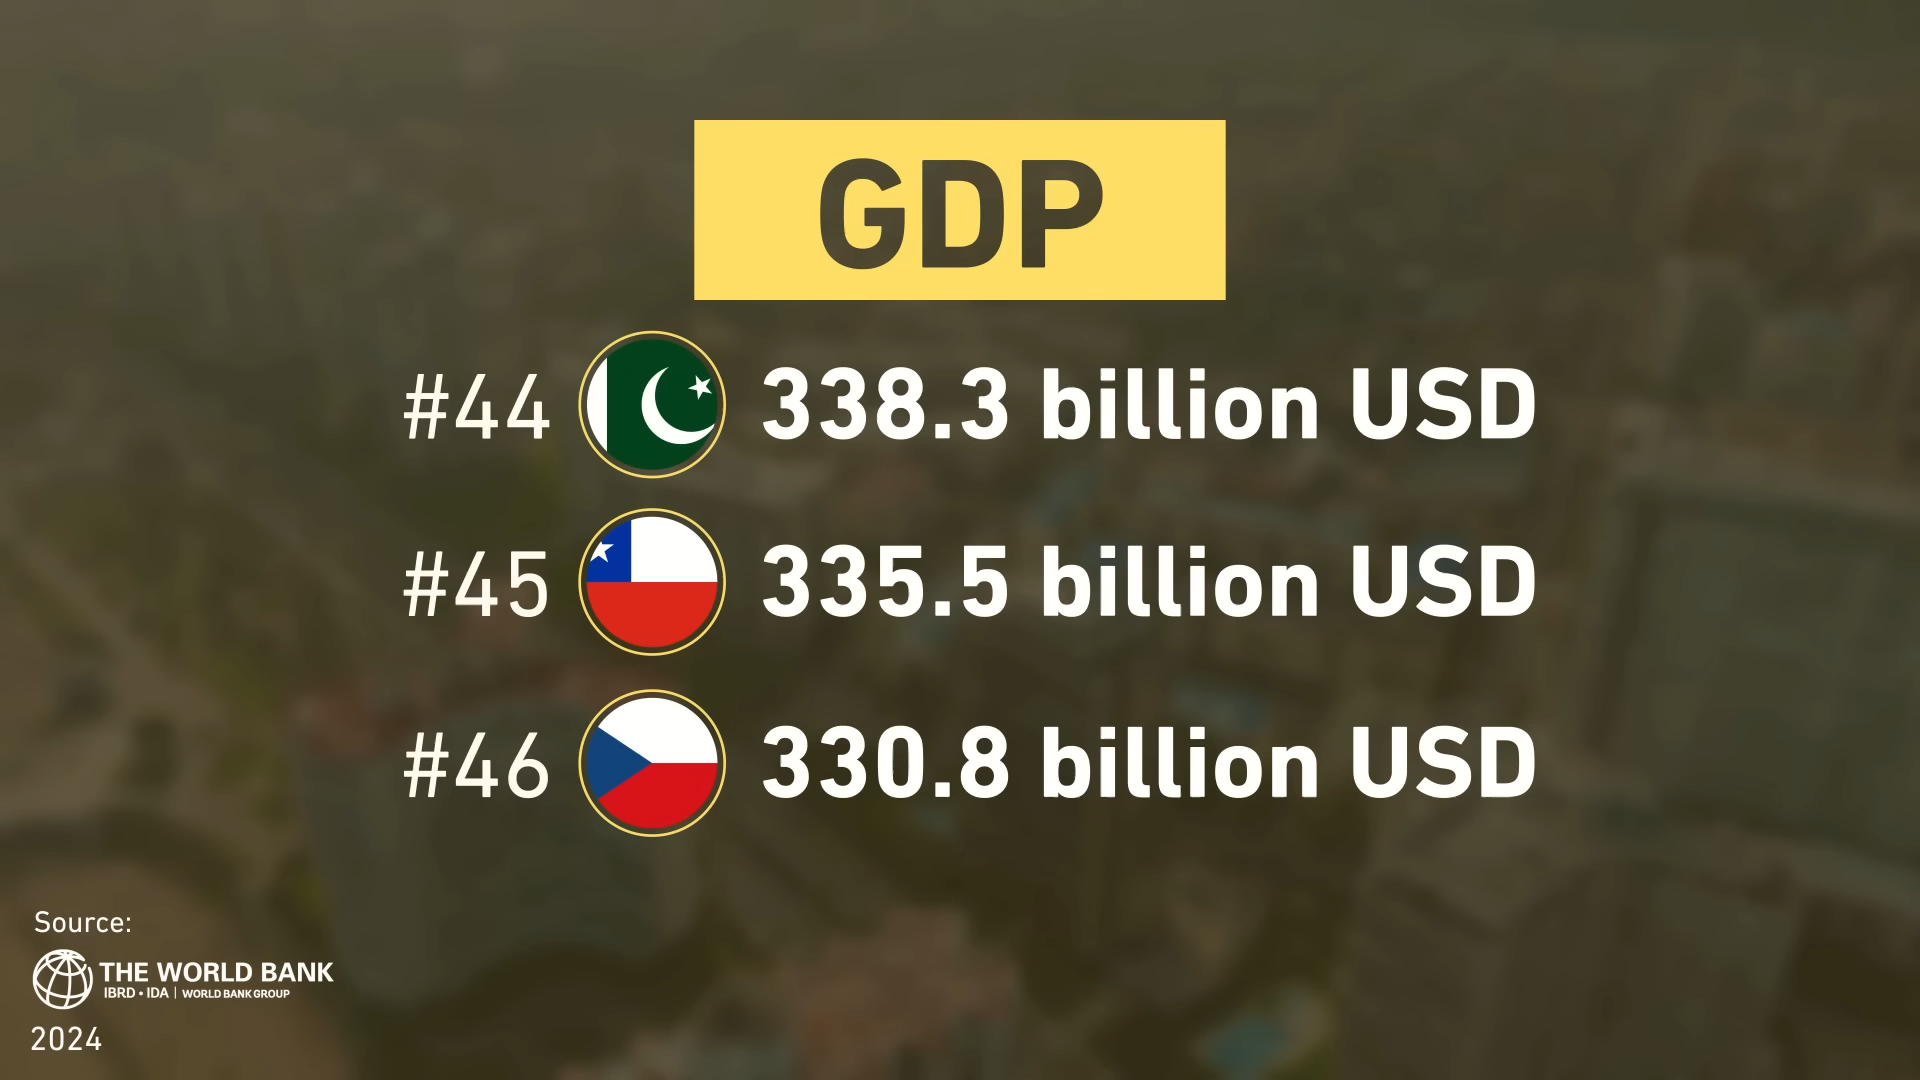 GDP
#44 338.3 billion USD
#45 335.5 billion USD
#46 330.8 billion USD
Source:
THE WORLD BANK
IBRD • IDA | WORLD BANK GROUP
2024